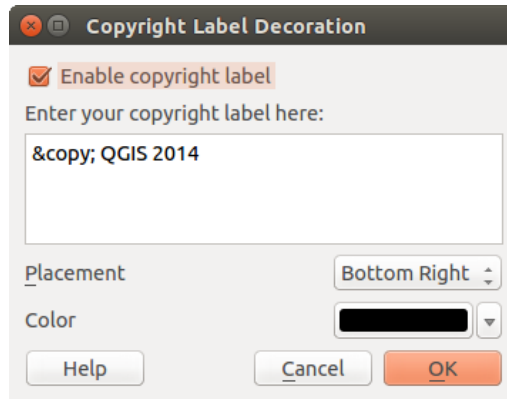 Copyright Label Decoration
Enable copyright label
Enter your copyright label here:
&copy; QGIS 2014
Placement Bottom Right
Color
Help Cancel OK